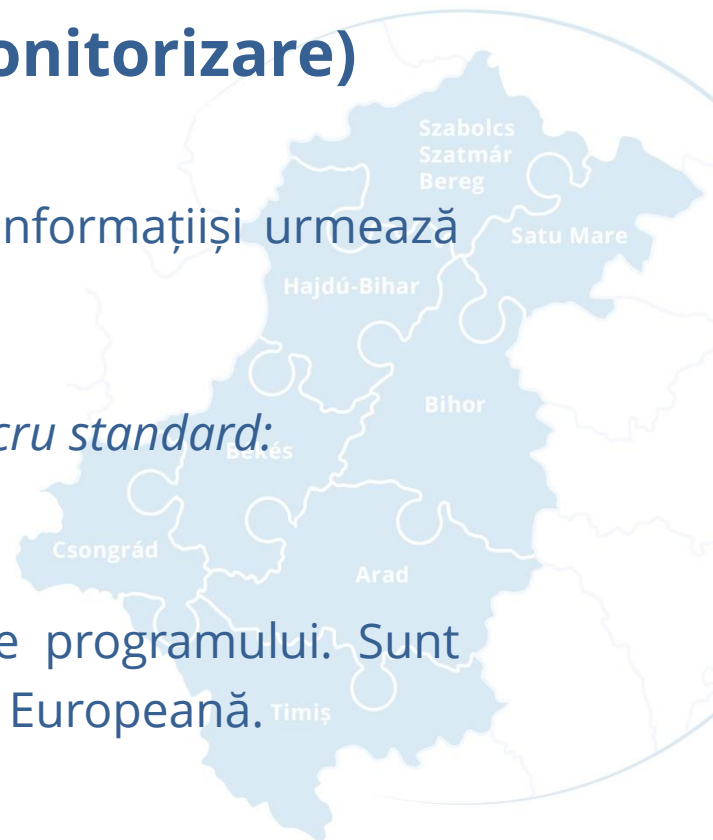 onitorizare)
Szabolcs
Szatmár
Bereg
nformațiiși urmează
Satu Mare
Hajdú-Bihar
Bihor
cru standard:
Békés
Csongrád
Arad
e programului. Sunt
Europeană.
Timiș